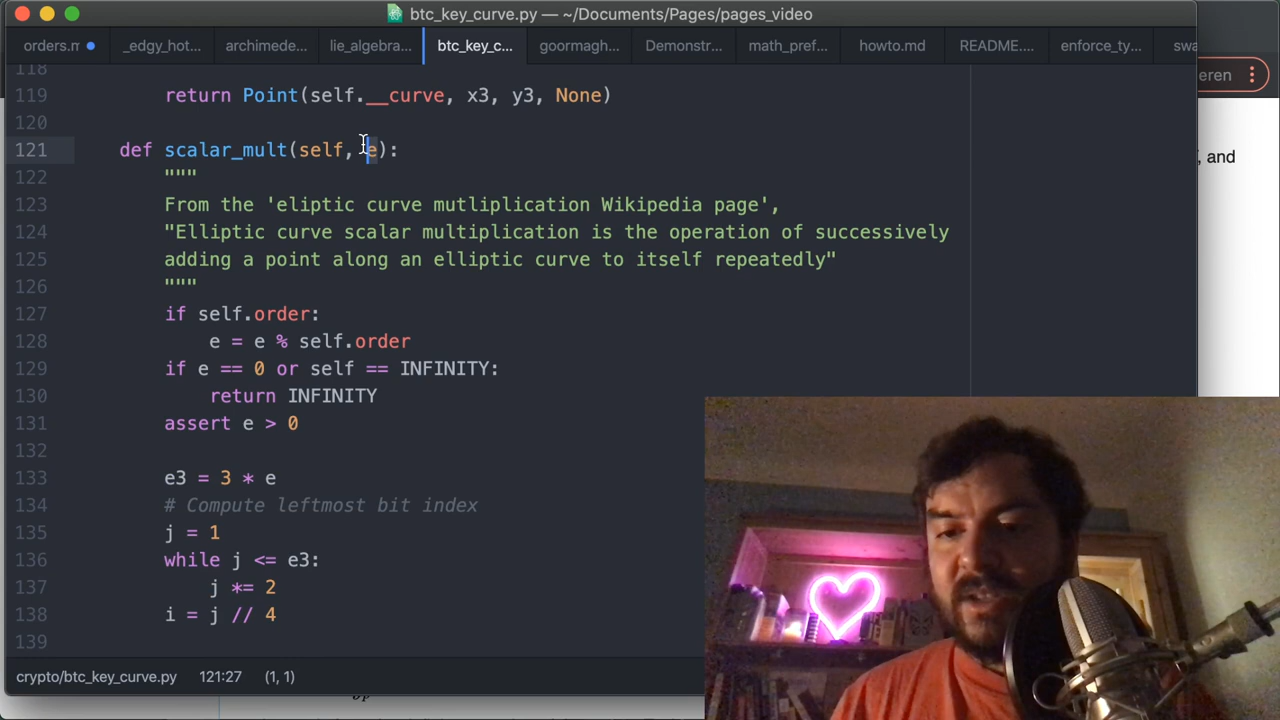 btc_key_curve.py — ~/Documents/Pages/pages_video
orders.m _edgy_hot... archimede... lie_algebra... btc_key_c... goormagh... Demonstr... math_pref... howto.md README.... enforce_ty... swa
eren
118
119 return Point(self.__curve, x3, y3, None)
120
121 def scalar_mult(self, e):
, and
122 """
123 From the 'eliptic curve mutliplication Wikipedia page',
124 "Elliptic curve scalar multiplication is the operation of successively
125 adding a point along an elliptic curve to itself repeatedly"
126 """
127 if self.order:
128 e = e % self.order
129 if e == 0 or self == INFINITY:
130 return INFINITY
131 assert e > 0
132
133 e3 = 3 * e
134 # Compute leftmost bit index
135 j = 1
136 while j <= e3:
137 j *= 2
138 i = j // 4
139
crypto/btc_key_curve.py 121:27 (1, 1)